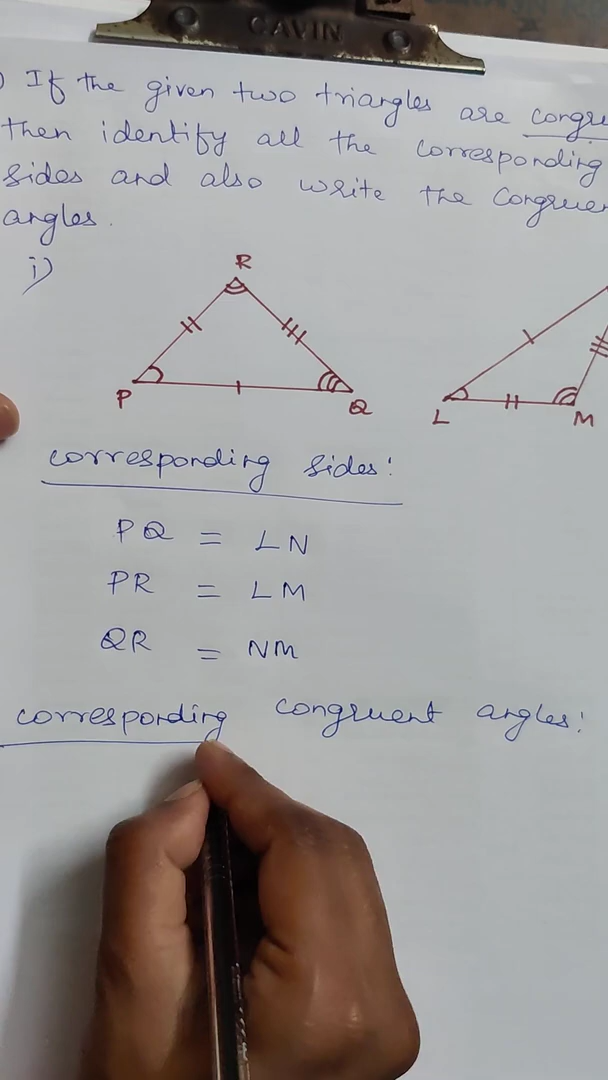 CAVIN
If the given two triangles are congru
then identify all the corresponding
sides and also write the congruen
angles.
i)
R
P
Q
L
M
corresponding sides:
PQ = LN
PR = LM
QR = NM
corresponding congruent angles: